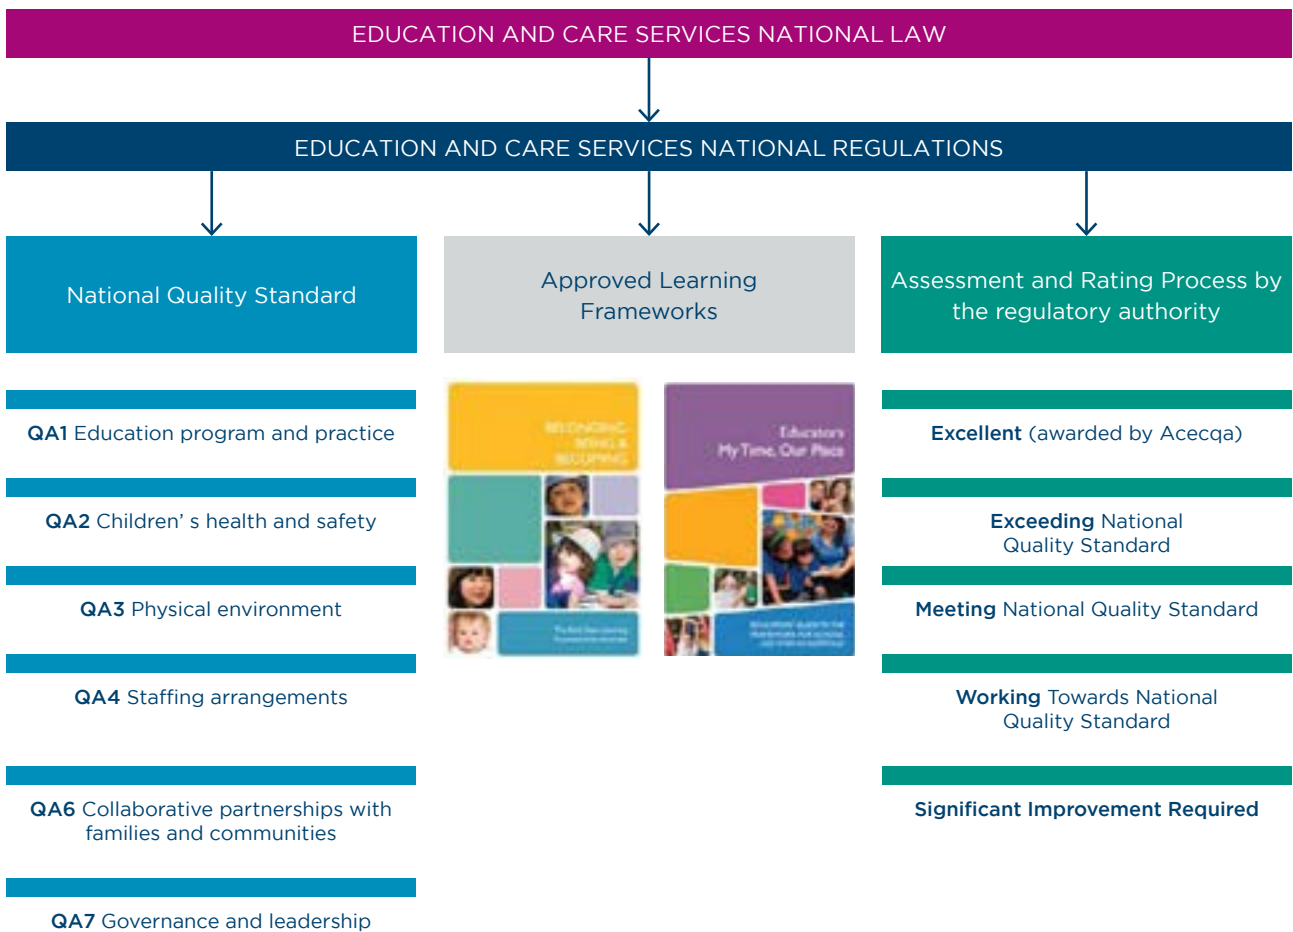 EDUCATION AND CARE SERVICES NATIONAL LAW
EDUCATION AND CARE SERVICES NATIONAL REGULATIONS
National Quality Standard
QA1 Education program and practice
QA2 Children’ s health and safety
QA3 Physical environment
QA4 Staffing arrangements
QA6 Collaborative partnerships with
families and communities
QA7 Governance and leadership
Approved Learning
Frameworks
BELONGING,
BEING &
BECOMING
Educators
My Time, Our Place
Assessment and Rating Process by
the regulatory authority
Excellent (awarded by Acecqa)
Exceeding National
Quality Standard
Meeting National Quality Standard
Working Towards National
Quality Standard
Significant Improvement Required